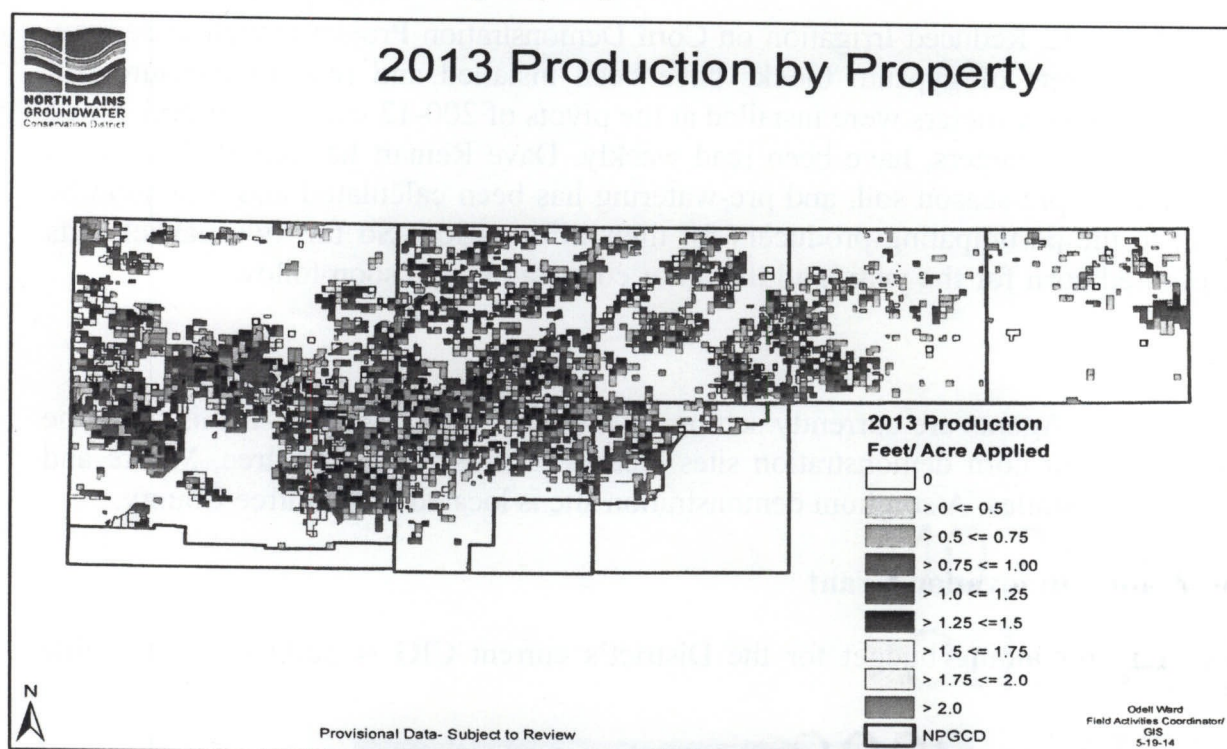 2013 Production by Property
NORTH PLAINS
GROUNDWATER
Conservation District
2013 Production
Feet/ Acre Applied
0
> 0 <= 0.5
> 0.5 <= 0.75
> 0.75 <= 1.00
> 1.0 <= 1.25
> 1.25 <=1.5
> 1.5 <= 1.75
> 1.75 <= 2.0
> 2.0
NPGCD
N
Provisional Data- Subject to Review
Odell Ward
Field Activities Coordinator/
GIS
5-19-14